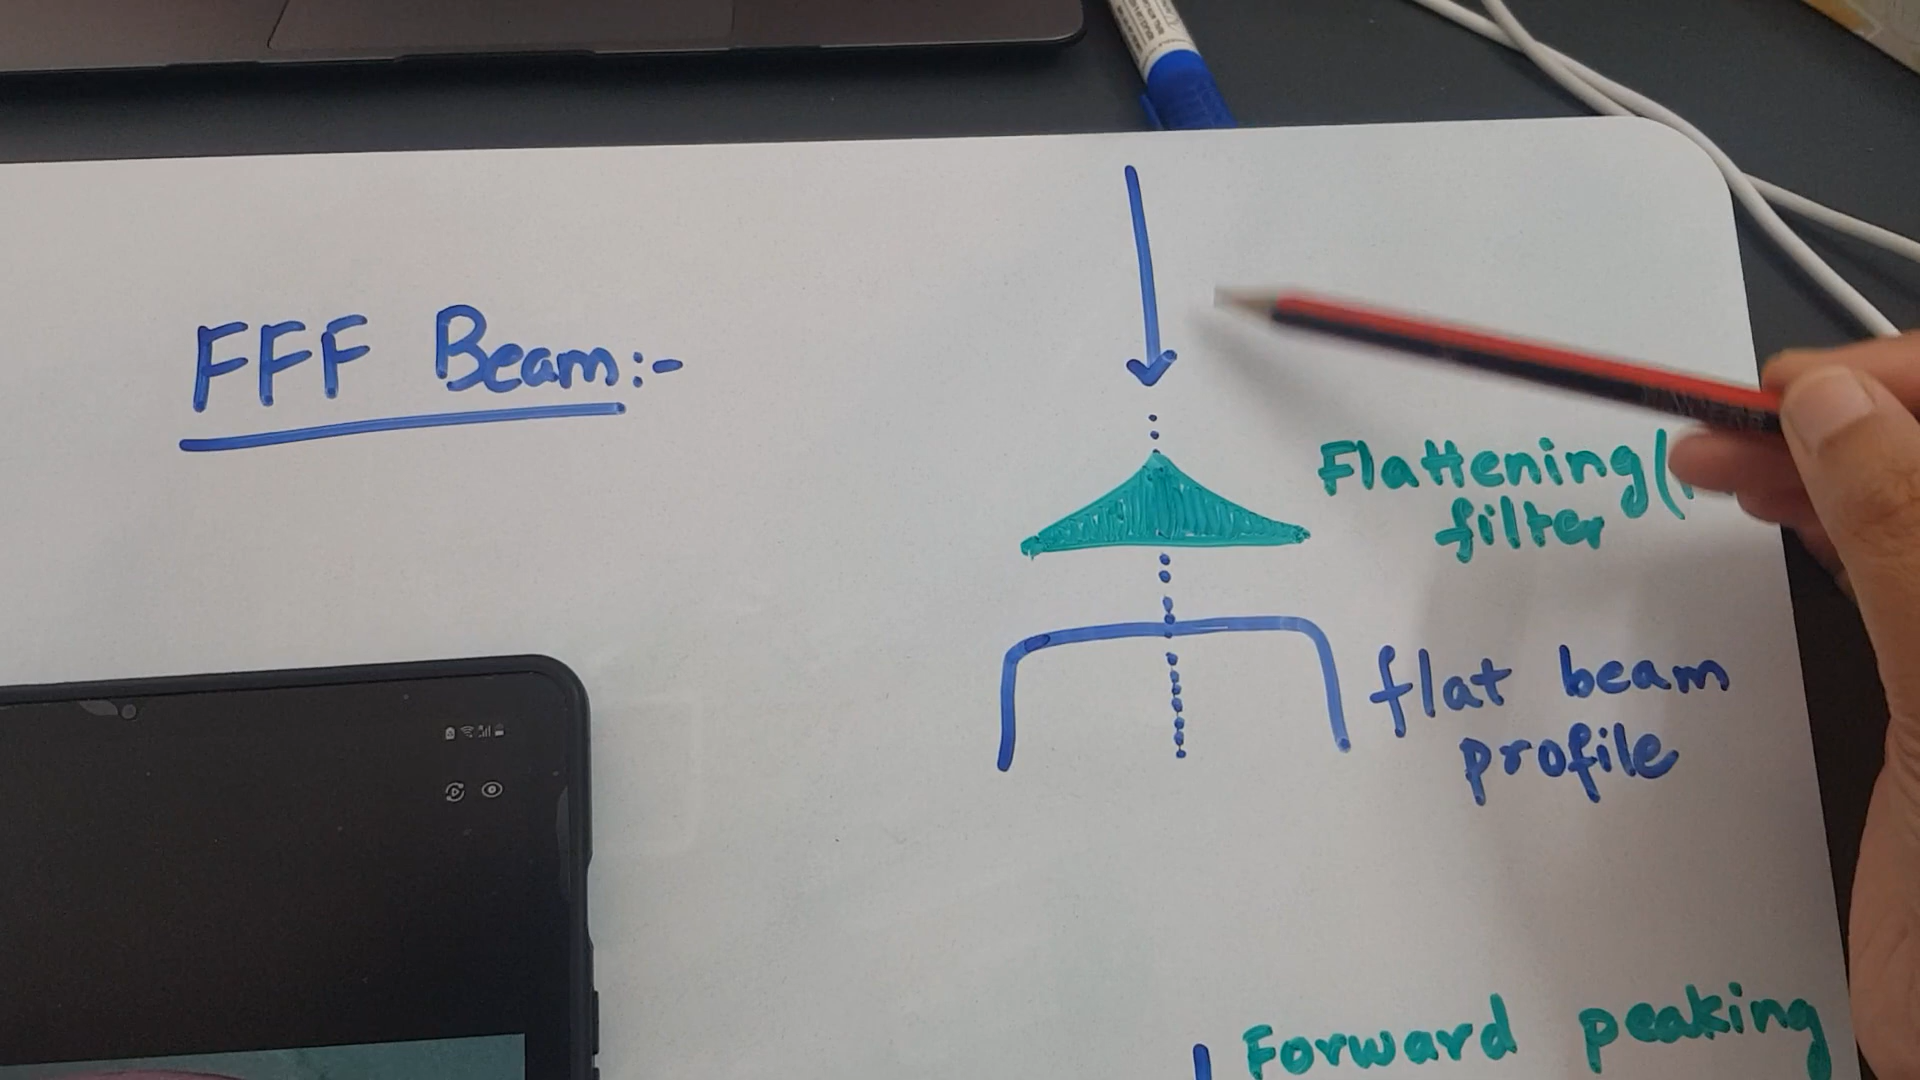 FFF Beam:-
Flattening
filter
flat beam
profile
Forward peaking